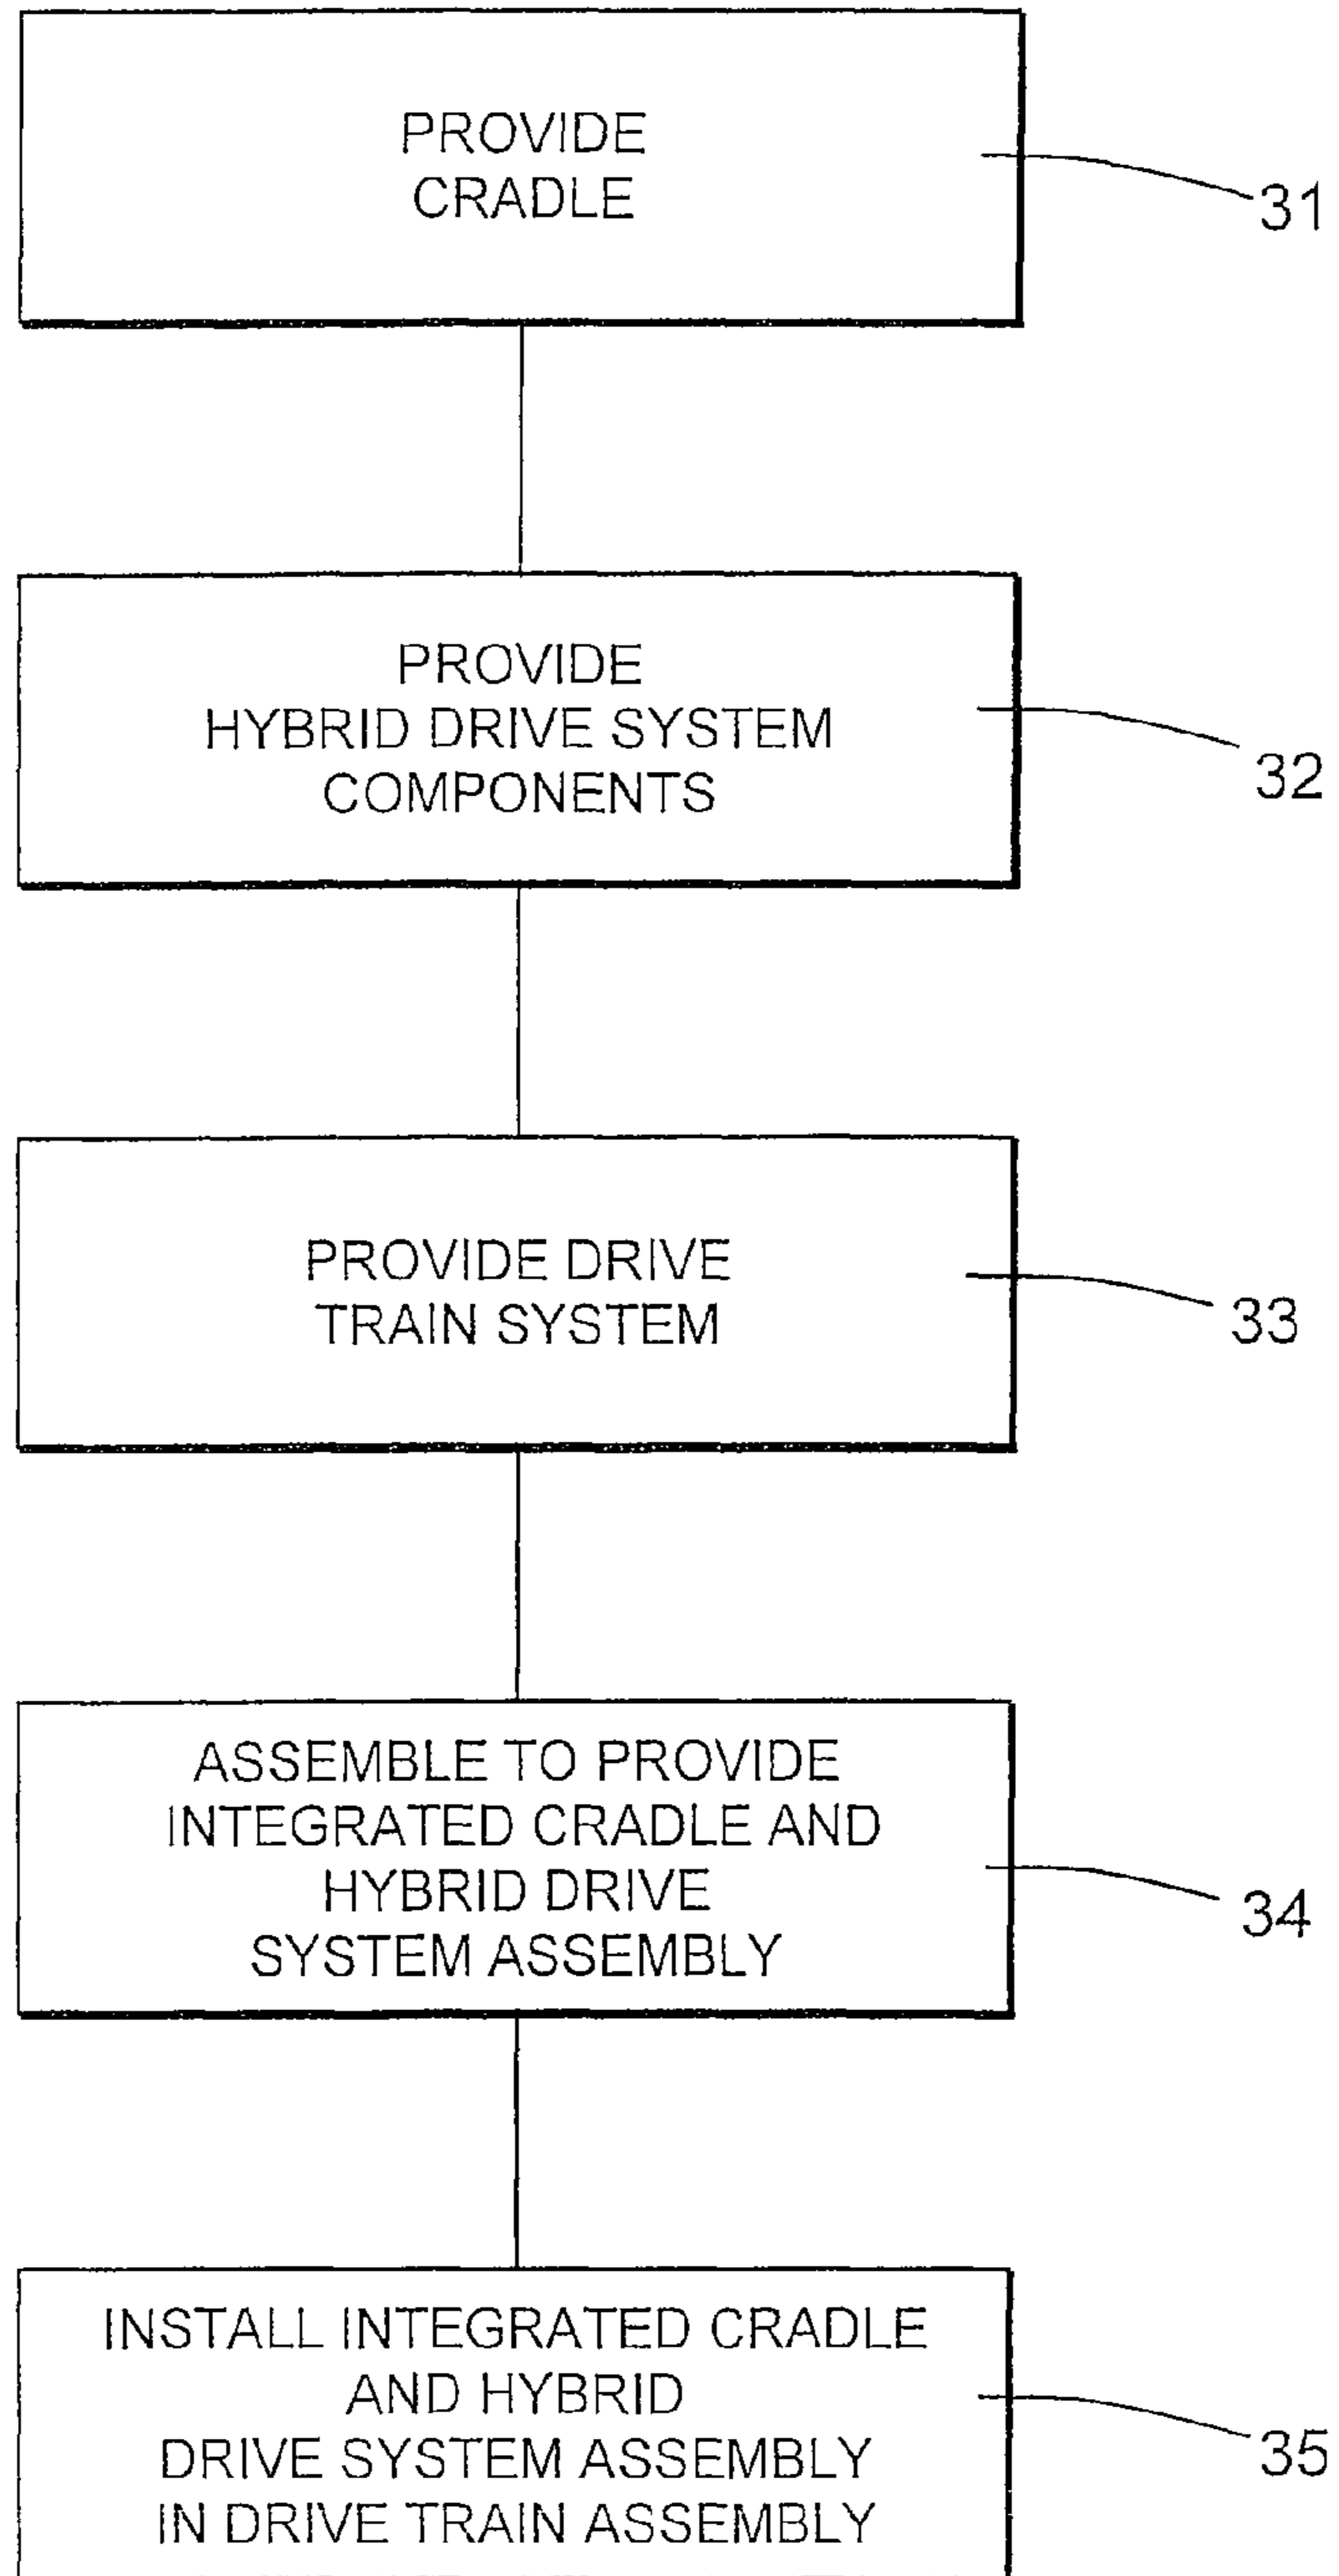 PROVIDE
CRADLE
31
PROVIDE
HYBRID DRIVE SYSTEM
COMPONENTS
32
PROVIDE DRIVE
TRAIN SYSTEM
33
ASSEMBLE TO PROVIDE
INTEGRATED CRADLE AND
HYBRID DRIVE
SYSTEM ASSEMBLY
34
INSTALL INTEGRATED CRADLE
AND HYBRID
DRIVE SYSTEM ASSEMBLY
IN DRIVE TRAIN ASSEMBLY
35